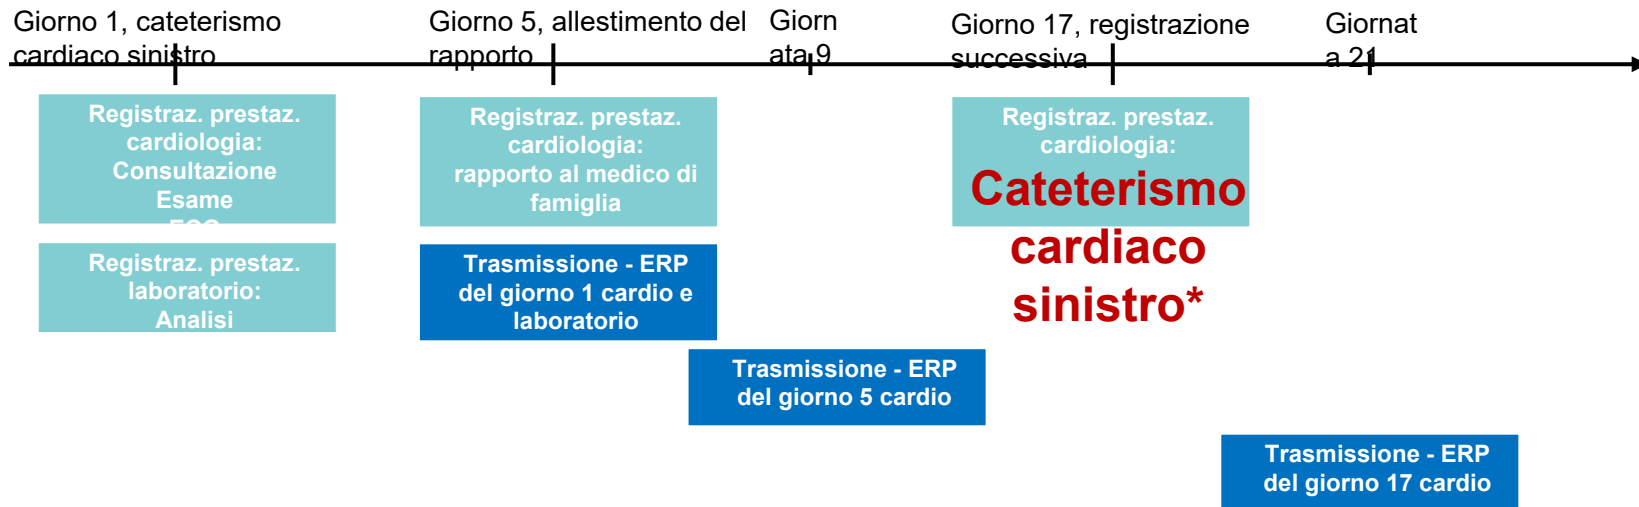 Giorno 1, cateterismo
cardiaco sinistro
Giorno 5, allestimento del
rapporto
Giorn
ata 9
Giorno 17, registrazione
successiva
Giornat
a 21
Registraz. prestaz.
cardiologia:
Consultazione
Esame
ECG
Registraz. prestaz.
laboratorio:
Analisi
Registraz. prestaz.
cardiologia:
rapporto al medico di
famiglia
Trasmissione - ERP
del giorno 1 cardio e
laboratorio
Trasmissione - ERP
del giorno 5 cardio
Registraz. prestaz.
cardiologia:
Cateterismo
cardiaco
sinistro*
Trasmissione - ERP
del giorno 17 cardio